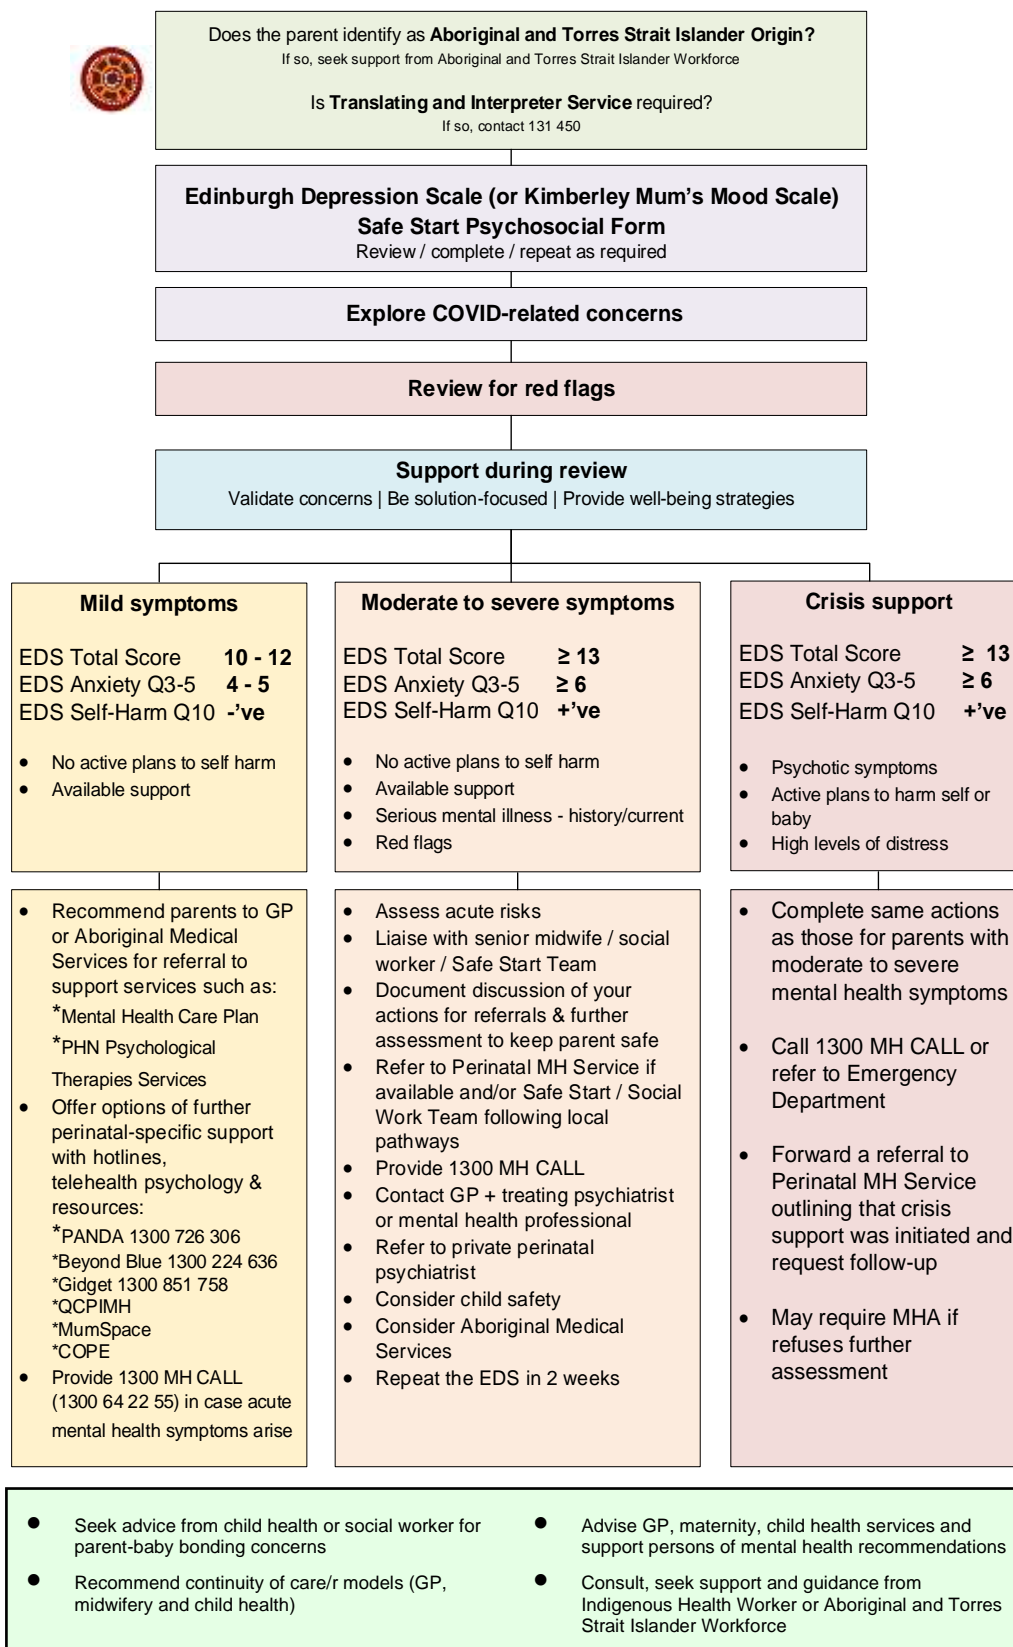 Does the parent identify as Aboriginal and Torres Strait Islander Origin?
If so, seek support from Aboriginal and Torres Strait Islander Workforce
Is Translating and Interpreter Service required?
If so, contact 131 450
Edinburgh Depression Scale (or Kimberley Mum's Mood Scale)
Safe Start Psychosocial Form
Review / complete / repeat as required
Explore COVID-related concerns
Review for red flags
Support during review
Validate concerns | Be solution-focused | Provide well-being strategies
Mild symptoms
EDS Total Score 10 - 12
EDS Anxiety Q3-5 4 - 5
EDS Self-Harm Q10 -'ve
• No active plans to self harm
• Available support
Moderate to severe symptoms
EDS Total Score ≥ 13
EDS Anxiety Q3-5 ≥ 6
EDS Self-Harm Q10 +'ve
• No active plans to self harm
• Available support
• Serious mental illness - history/current
• Red flags
Crisis support
EDS Total Score ≥ 13
EDS Anxiety Q3-5 ≥ 6
EDS Self-Harm Q10 +'ve
• Psychotic symptoms
• Active plans to harm self or
baby
• High levels of distress
• Recommend parents to GP
or Aboriginal Medical
Services for referral to
support services such as:
*Mental Health Care Plan
*PHN Psychological
Therapies Services
• Offer options of further
perinatal-specific support
with hotlines,
telehealth psychology &
resources:
*PANDA 1300 726 306
*Beyond Blue 1300 224 636
*Gidget 1300 851 758
*QCPIMH
*MumSpace
*COPE
• Provide 1300 MH CALL
(1300 64 22 55) in case acute
mental health symptoms arise
• Assess acute risks
• Liaise with senior midwife / social
worker / Safe Start Team
• Document discussion of your
actions for referrals & further
assessment to keep parent safe
• Refer to Perinatal MH Service if
available and/or Safe Start / Social
Work Team following local
pathways
• Provide 1300 MH CALL
• Contact GP + treating psychiatrist
or mental health professional
• Refer to private perinatal
psychiatrist
• Consider child safety
• Consider Aboriginal Medical
Services
• Repeat the EDS in 2 weeks
• Complete same actions
as those for parents with
moderate to severe
mental health symptoms
• Call 1300 MH CALL or
refer to Emergency
Department
• Forward a referral to
Perinatal MH Service
outlining that crisis
support was initiated and
request follow-up
• May require MHA if
refuses further
assessment
• Seek advice from child health or social worker for
parent-baby bonding concerns
• Recommend continuity of care/r models (GP,
midwifery and child health)
• Advise GP, maternity, child health services and
support persons of mental health recommendations
• Consult, seek support and guidance from
Indigenous Health Worker or Aboriginal and Torres
Strait Islander Workforce